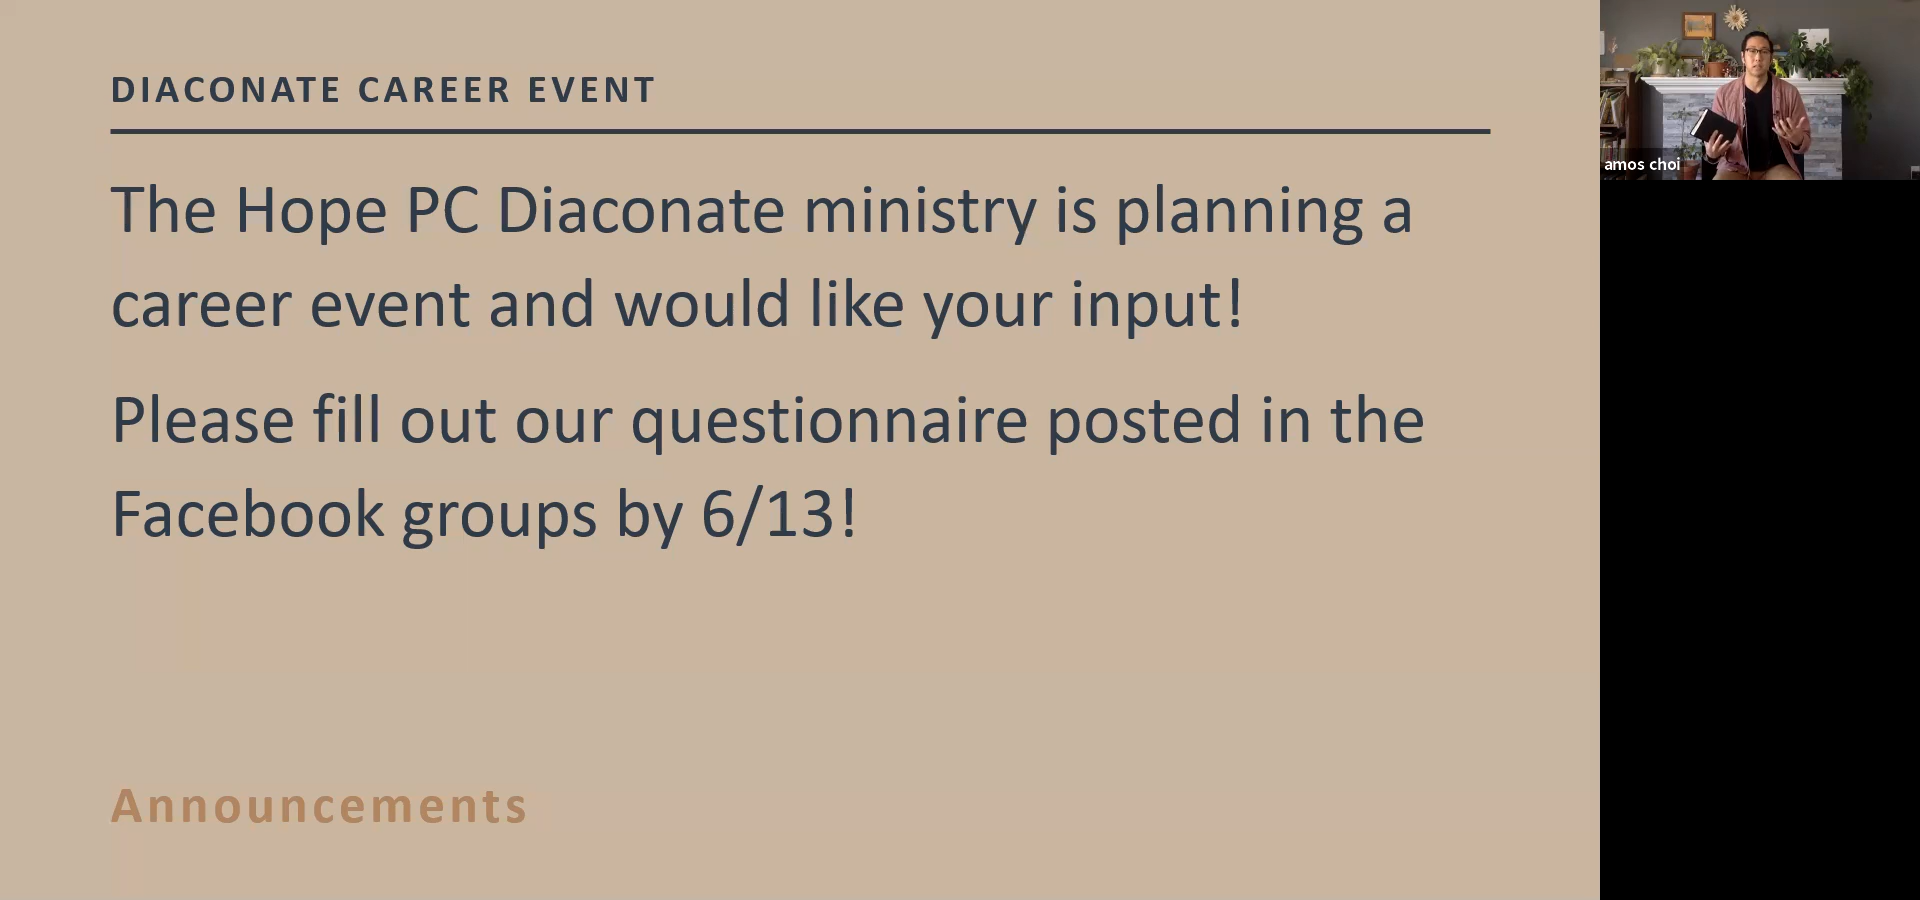 DIACONATE CAREER EVENT
The Hope PC Diaconate ministry is planning a
career event and would like your input!
Please fill out our questionnaire posted in the
Facebook groups by 6/13!
Announcements
amos choi